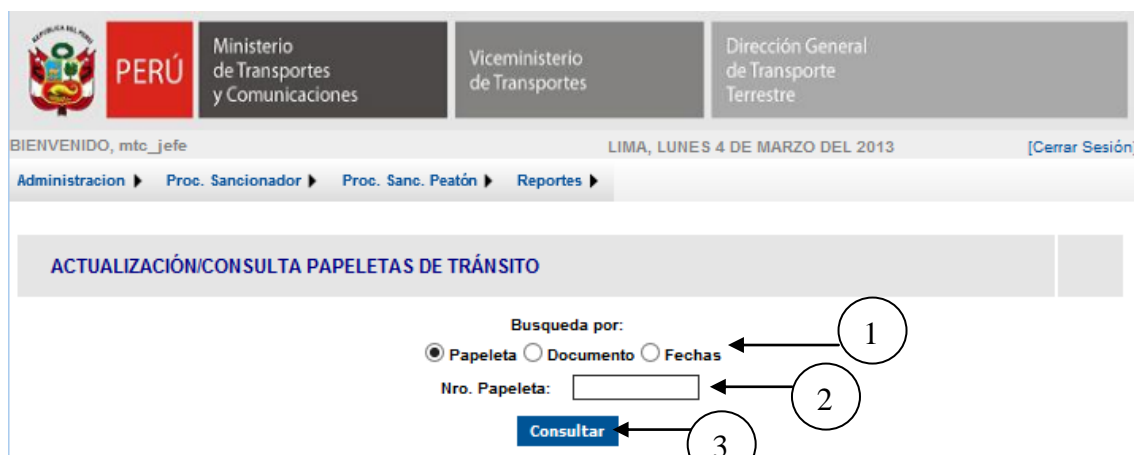 PERÚ
Ministerio
de Transportes
y Comunicaciones
Viceministerio
de Transportes
Dirección General
de Transporte
Terrestre
BIENVENIDO, mtc_jefe LIMA, LUNES 4 DE MARZO DEL 2013 [Cerrar Sesión]
Administracion Proc. Sancionador Proc. Sanc. Peatón Reportes
ACTUALIZACIÓN/CONSULTA PAPELETAS DE TRÁNSITO
Busqueda por:
Papeleta Documento Fechas 1
Nro. Papeleta: 2
Consultar 3